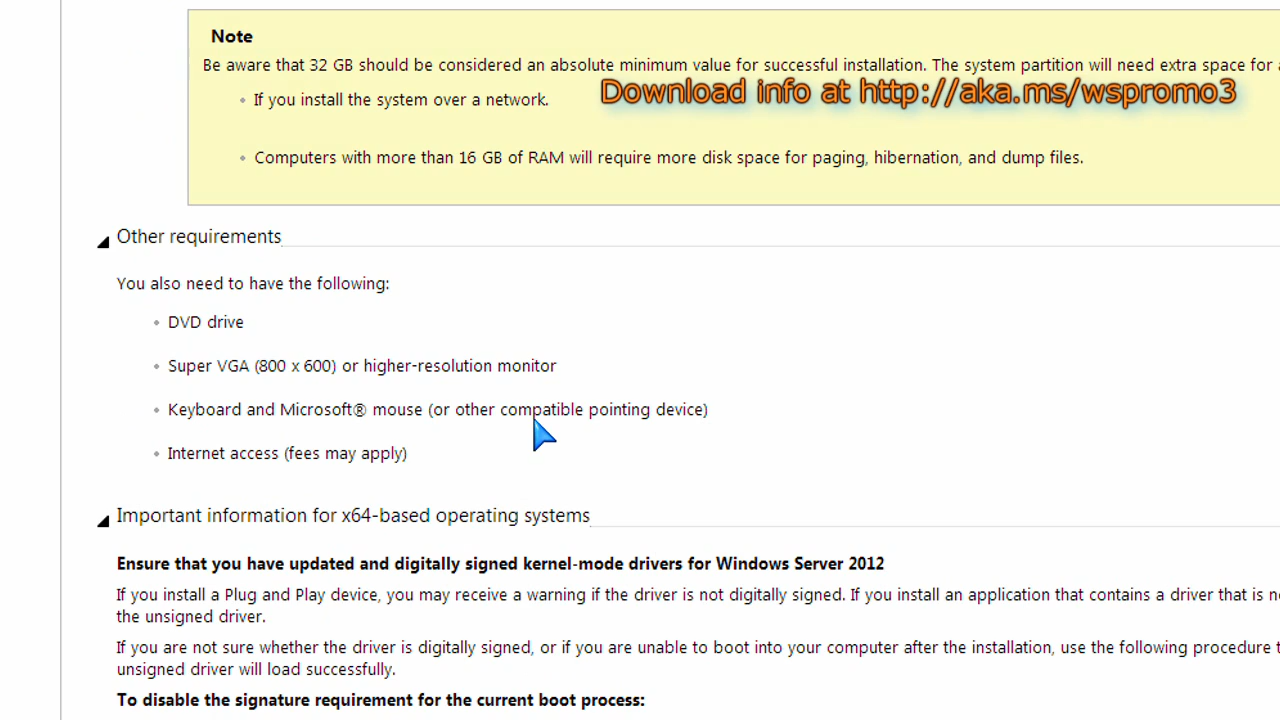 Note
Be aware that 32 GB should be considered an absolute minimum value for successful installation. The system partition will need extra space for
Download info at http://aka.ms/wspromo3
If you install the system over a network.
Computers with more than 16 GB of RAM will require more disk space for paging, hibernation, and dump files.
Other requirements
You also need to have the following:
DVD drive
Super VGA (800 x 600) or higher-resolution monitor
Keyboard and Microsoft® mouse (or other compatible pointing device)
Internet access (fees may apply)
Important information for x64-based operating systems
Ensure that you have updated and digitally signed kernel-mode drivers for Windows Server 2012
If you install a Plug and Play device, you may receive a warning if the driver is not digitally signed. If you install an application that contains a driver that is
the unsigned driver.
If you are not sure whether the driver is digitally signed, or if you are unable to boot into your computer after the installation, use the following procedure
unsigned driver will load successfully.
To disable the signature requirement for the current boot process: